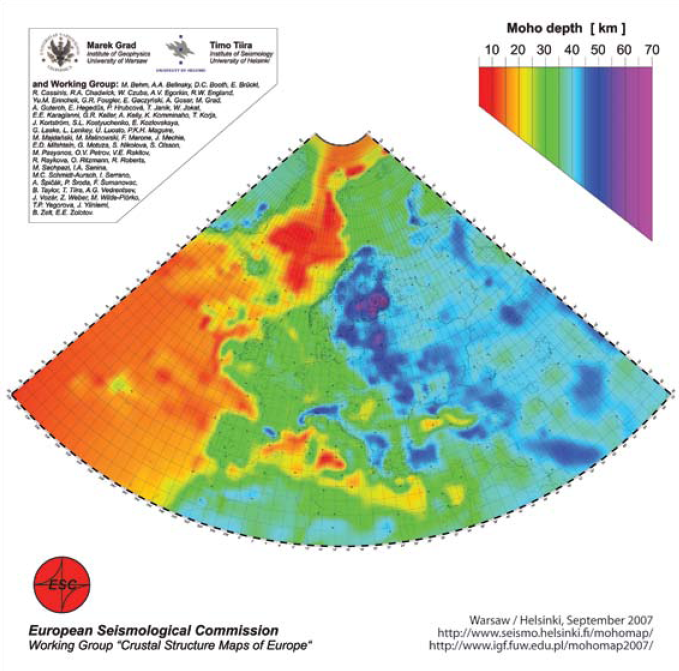 Marek Grad
Institute of Geophysics
University of Warsaw
Timo Tiira
Institute of Seismology
University of Helsinki
UNIVERSITY OF HELSINKI
and Working Group: M. Behm, A.A. Belinsky, D.C. Booth, E. Brückl,
R. Cassinis, R.A. Chadwick, W. Czuba, A.V. Egorkin, R.W. England,
Yu.M. Erinchek, G.R. Fougler, E. Gaczyński, A. Gosar, M. Grad,
A. Guterch, E. Hegedűs, P. Hrubcová, T. Janik, W. Jokat,
E.E. Karagianni, G.R. Keller, A. Kelly, K. Komminaho, T. Korja,
J. Kortström, S.L. Kostyuchenko, E. Kozlovskaya,
G. Laske, L. Lenkey, U. Luosto, P.K.H. Maguire,
M. Majdański, M. Malinowski, F. Marone, J. Mechie,
E.D. Milshtein, G. Motuza, S. Nikolova, S. Olsson,
M. Pasyanos, O.V. Petrov, V.E. Rakitov,
R. Raykova, O. Ritzmann, R. Roberts,
M. Sachpazi, I.A. Sanina,
M.C. Schmidt-Aursch, I. Serrano,
A. Špičák, P. Środa, F. Šumanovac,
B. Taylor, T. Tiira, A.G. Vedrentsev,
J. Vozár, Z. Weber, M. Wilde-Piórko,
T.P. Yegorova, J. Yliniemi,
B. Zelt, E.E. Zolotov.
Moho depth [ km ]
10 20 30 40 50 60 70
ESC
European Seismological Commission
Working Group "Crustal Structure Maps of Europe"
Warsaw / Helsinki, September 2007
http://www.seismo.helsinki.fi/mohomap/
http://www.igf.fuw.edu.pl/mohomap2007/